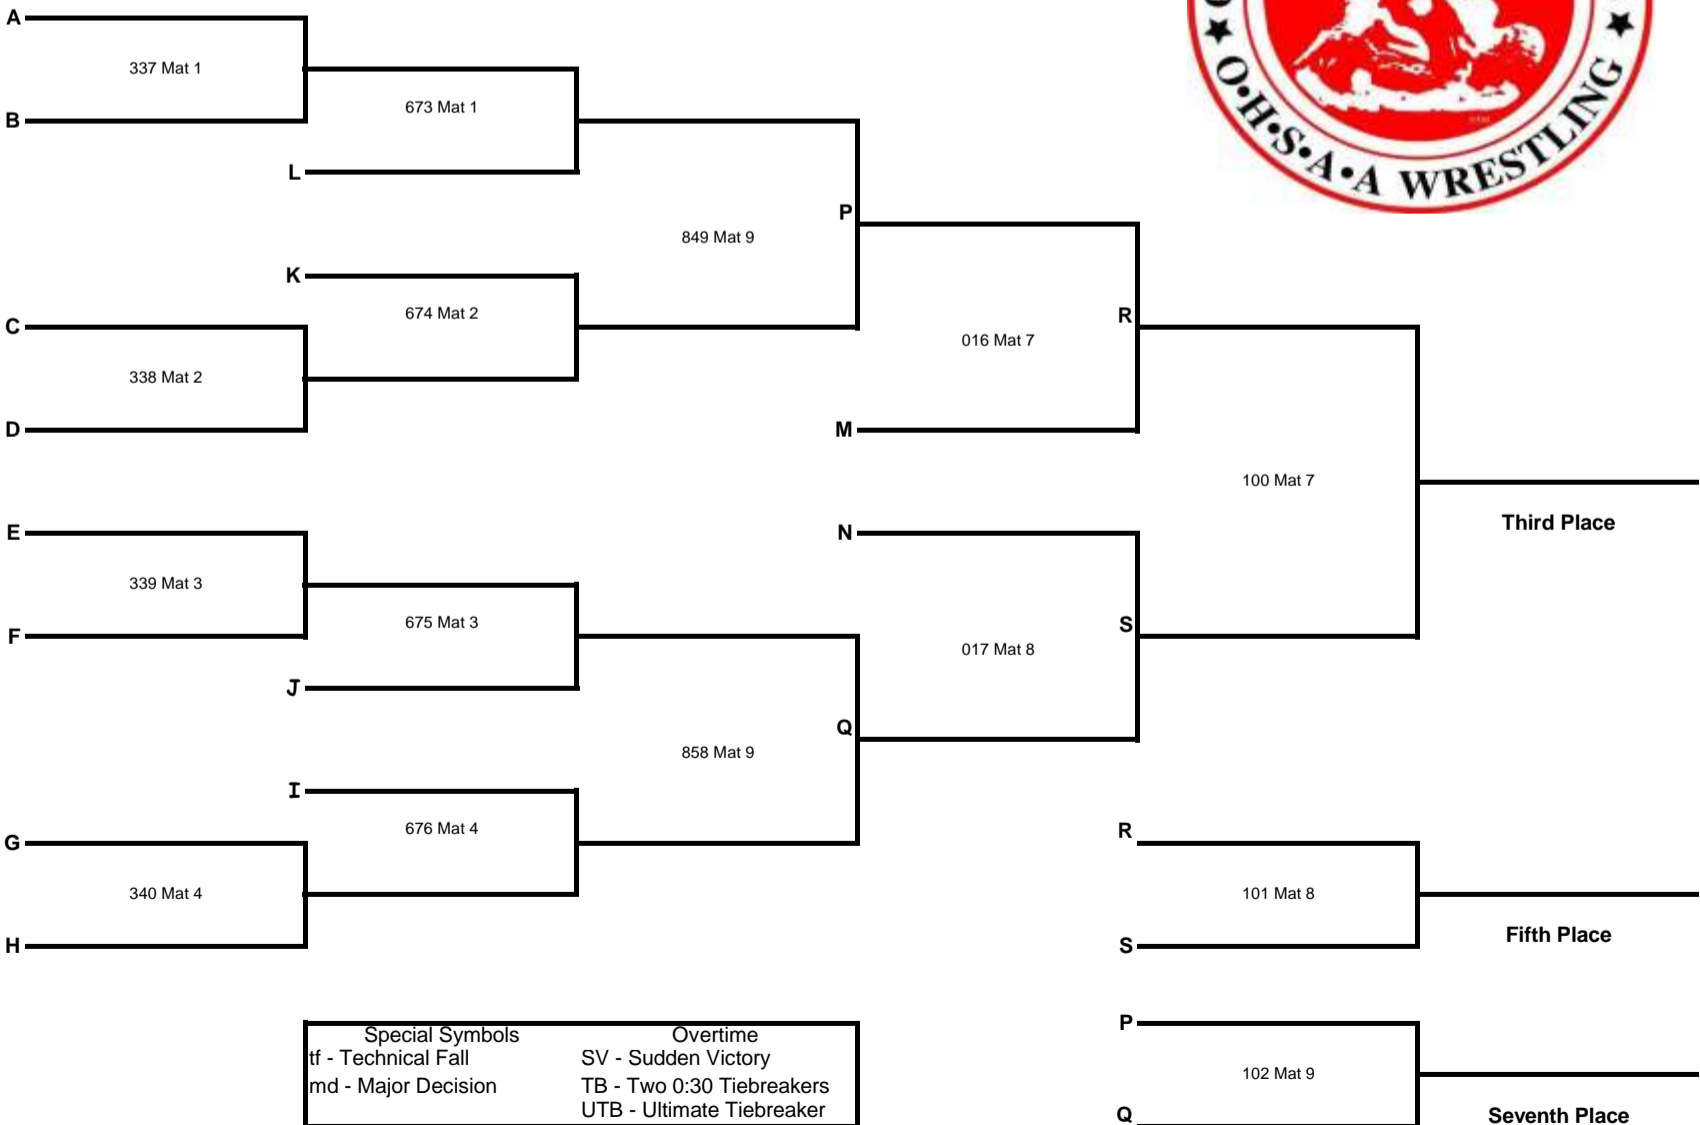 A
337 Mat 1
B
673 Mat 1
L
P
849 Mat 9
K
C
674 Mat 2
338 Mat 2
D
R
016 Mat 7
M
100 Mat 7
Third Place
E
339 Mat 3
F
675 Mat 3
J
N
S
017 Mat 8
Q
858 Mat 9
I
G
676 Mat 4
340 Mat 4
H
R
101 Mat 8
S
Fifth Place
P
102 Mat 9
Q
Seventh Place
Special Symbols Overtime
tf - Technical Fall SV - Sudden Victory
md - Major Decision TB - Two 0:30 Tiebreakers
UTB - Ultimate Tiebreaker
★ O•H•S•A•A WRESTLING ★